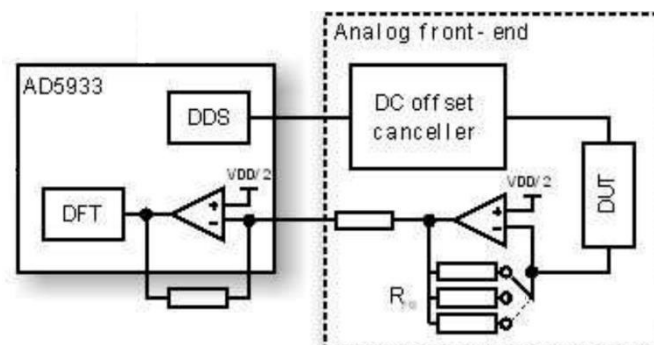 Analog front-end
AD5933
DDS
DC offset
canceller
VDD/2
VDD/2
DFT
+
-
+
-
DUT
R